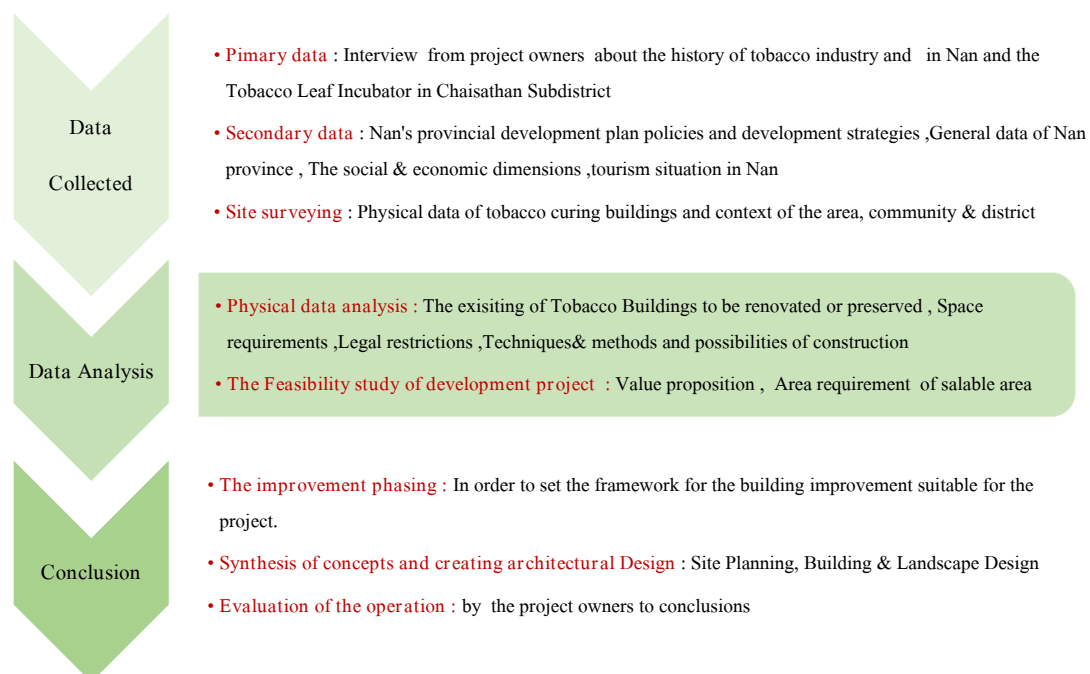 Data
Collected
• Pimary data : Interview from project owners about the history of tobacco industry and in Nan and the
Tobacco Leaf Incubator in Chaisathan Subdistrict
• Secondary data : Nan's provincial development plan policies and development strategies ,General data of Nan
province , The social & economic dimensions ,tourism situation in Nan
• Site surveying : Physical data of tobacco curing buildings and context of the area, community & district
Data Analysis
• Physical data analysis : The exisiting of Tobacco Buildings to be renovated or preserved , Space
requirements ,Legal restrictions ,Techniques& methods and possibilities of construction
• The Feasibility study of development project : Value proposition , Area requirement of salable area
Conclusion
• The improvement phasing : In order to set the framework for the building improvement suitable for the
project.
• Synthesis of concepts and creating architectural Design : Site Planning, Building & Landscape Design
• Evaluation of the operation : by the project owners to conclusions